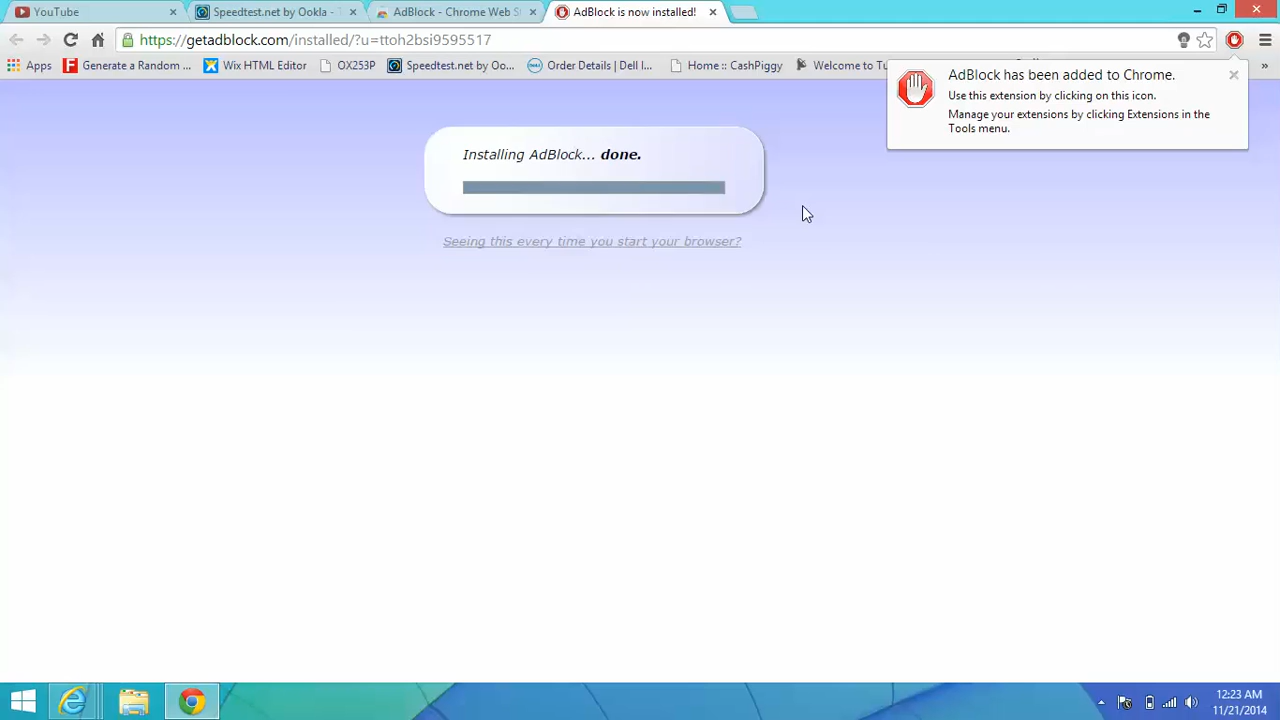 YouTube
Speedtest.net by Ookla -
AdBlock - Chrome Web
AdBlock is now installed!
https://getadblock.com/installed/?u=ttoh2bsi9595517
Apps
Generate a Random ...
Wix HTML Editor
OX253P
Speedtest.net by Oo...
Order Details | Dell I...
Home :: CashPiggy
Welcome to
»
AdBlock has been added to Chrome.
Use this extension by clicking on this icon.
Manage your extensions by clicking Extensions in the
Tools menu.
Installing AdBlock... done.
Seeing this every time you start your browser?
12:23 AM
11/21/2014